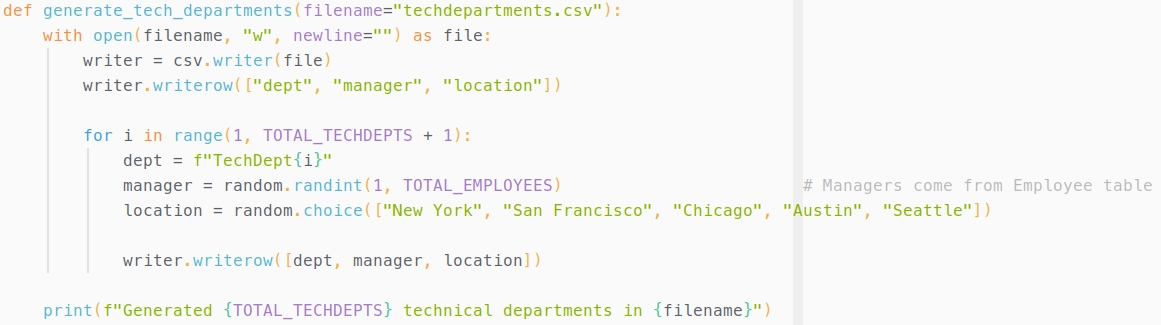 def generate_tech_departments(filename="techdepartments.csv"):
    with open(filename, "w", newline="") as file:
        writer = csv.writer(file)
        writer.writerow(["dept", "manager", "location"])

        for i in range(1, TOTAL_TECHDEPTS + 1):
            dept = f"TechDept{i}"
            manager = random.randint(1, TOTAL_EMPLOYEES)                        # Managers come from Employee table
            location = random.choice(["New York", "San Francisco", "Chicago", "Austin", "Seattle"])

            writer.writerow([dept, manager, location])

    print(f"Generated {TOTAL_TECHDEPTS} technical departments in {filename}")